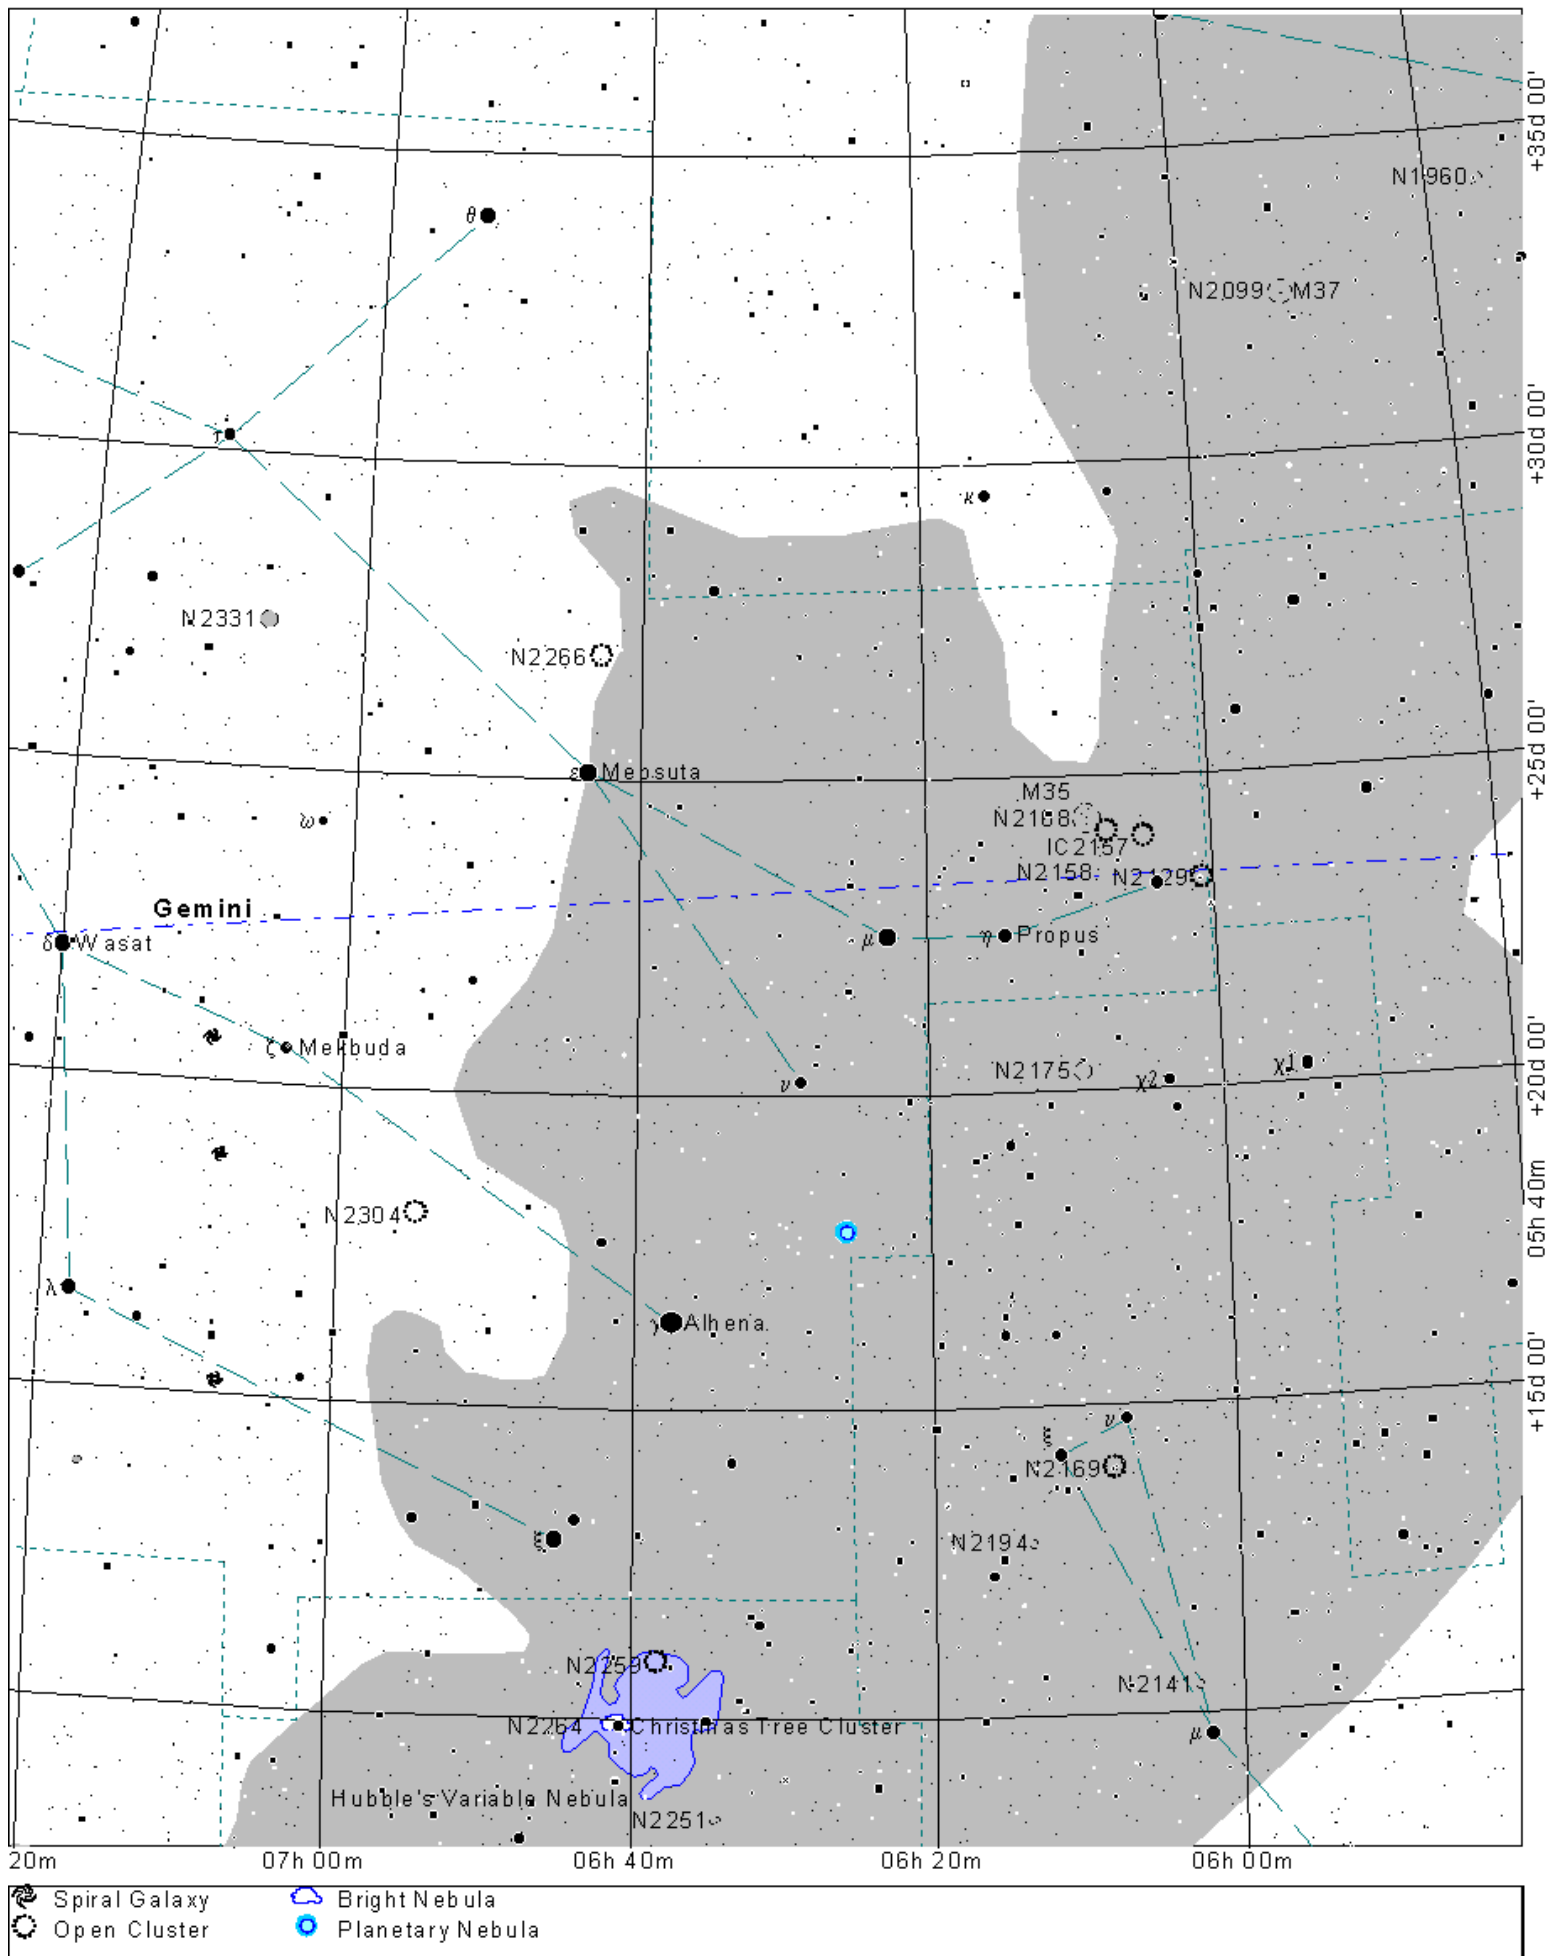 +35d 00'
N1960
θ
N2099 M37
τ
+30d 00'
κ
N2331
N2266
+25d 00'
ε Mebsuta
M35
N2168
ω
IC2157
N2158 N2129
Gemini
δ Wasat
μ
η Propus
ζ Mekbuda
+20d 00'
N2175
χ2
χ1
ν
05h 40m
N2304
λ
γ Alhena
+15d 00'
ν
ξ
N2169
ξ
N2194
N2259
N2141
N2264 Christmas Tree Cluster
μ
Hubble's Variable Nebula
N2251
20m 07h 00m 06h 40m 06h 20m 06h 00m
Spiral Galaxy Bright Nebula
Open Cluster Planetary Nebula